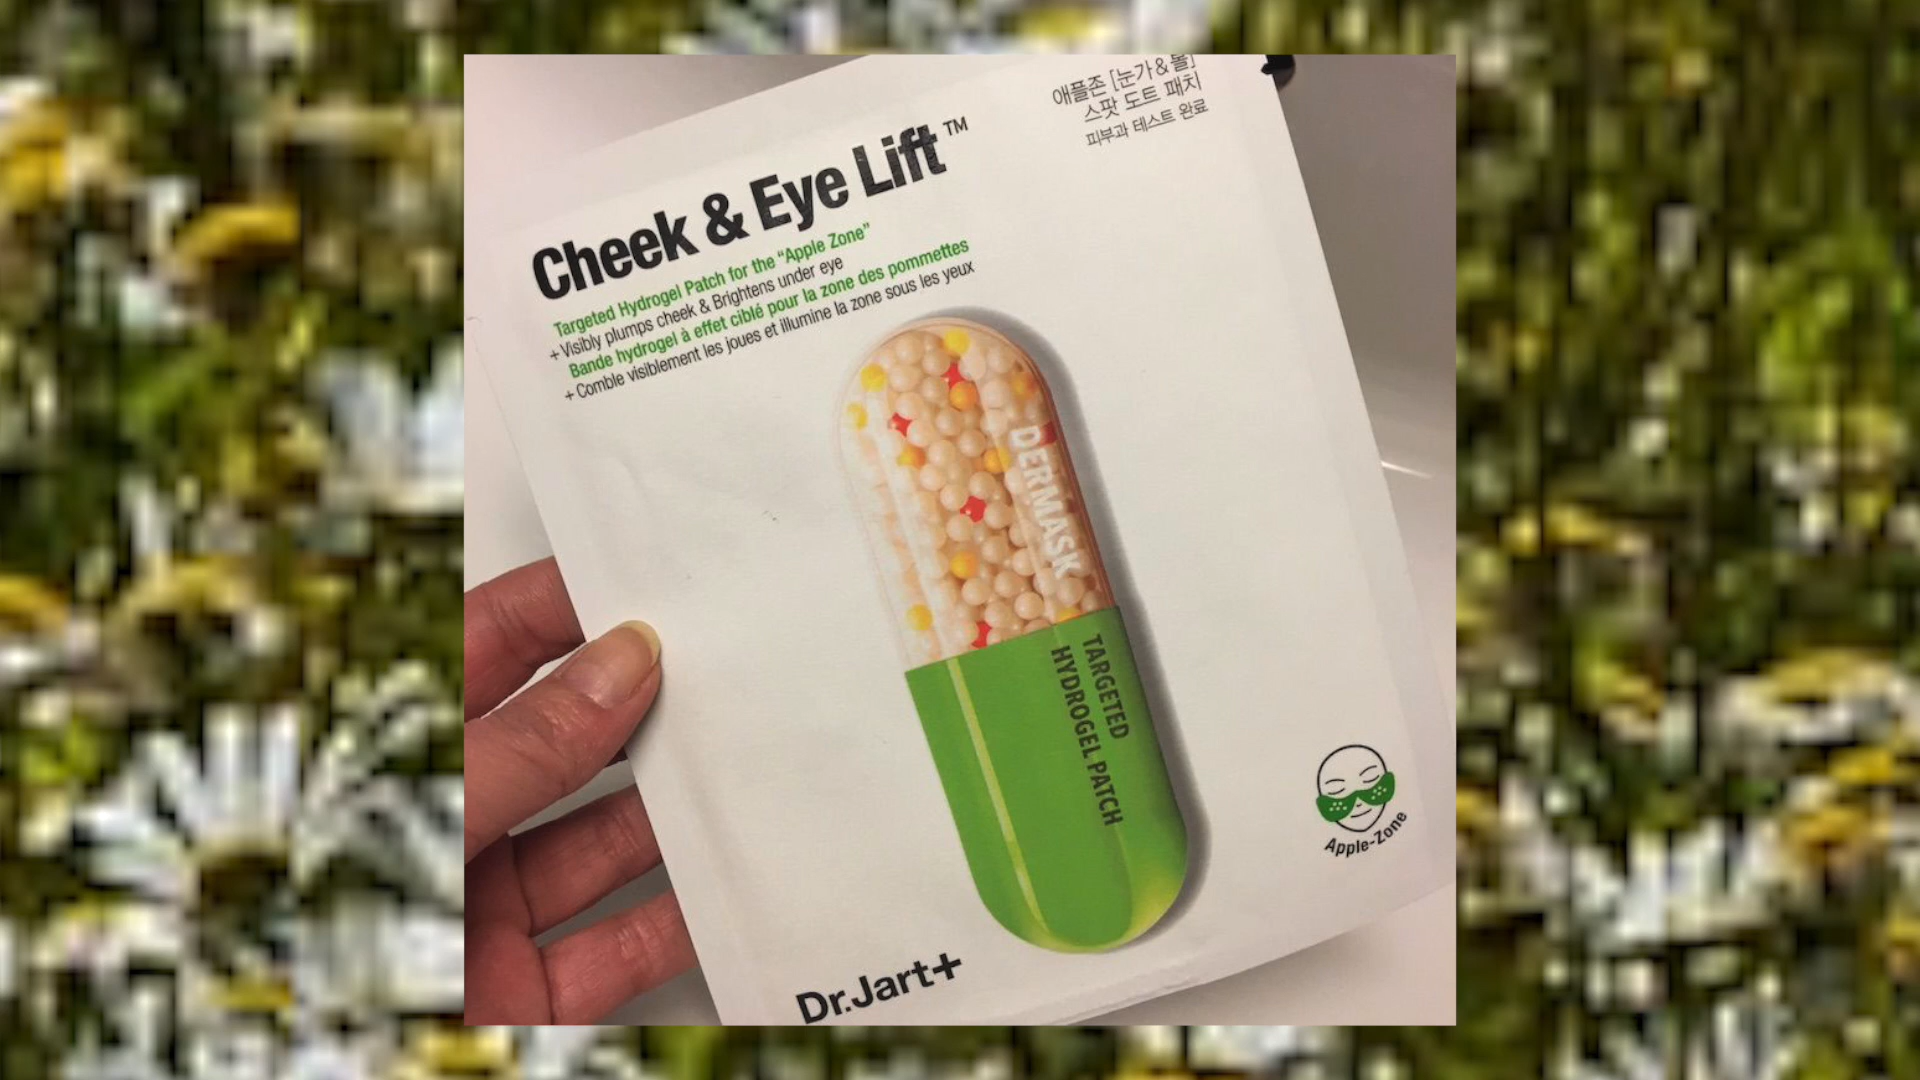 애플존 [눈가&볼]
스팟 도트 패치
피부과 테스트 완료
Cheek & Eye Lift™
Targeted Hydrogel Patch for the “Apple Zone”
+ Visibly plumps cheek & Brightens under eye
Bande hydrogel à effet ciblé pour la zone des pommettes
+ Comble visiblement les joues et illumine la zone sous les yeux
DERMASK
TARGETED
HYDROGEL PATCH
Apple-Zone
Dr.Jart+